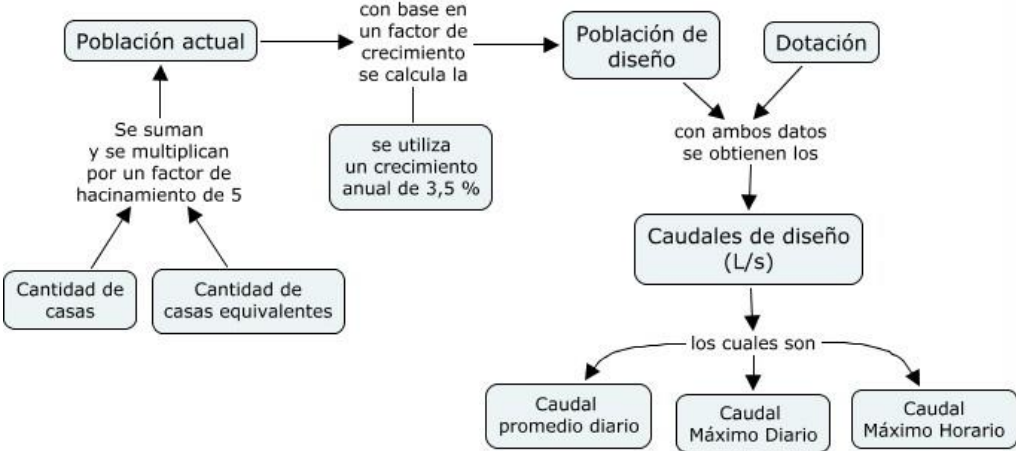 Población actual
con base en
un factor de
crecimiento
se calcula la
Población de
diseño
Dotación
Se suman
y se multiplican
por un factor de
hacinamiento de 5
se utiliza
un crecimiento
anual de 3,5 %
con ambos datos
se obtienen los
Cantidad de
casas
Cantidad de
casas equivalentes
Caudales de diseño
(L/s)
los cuales son
Caudal
promedio diario
Caudal
Máximo Diario
Caudal
Máximo Horario